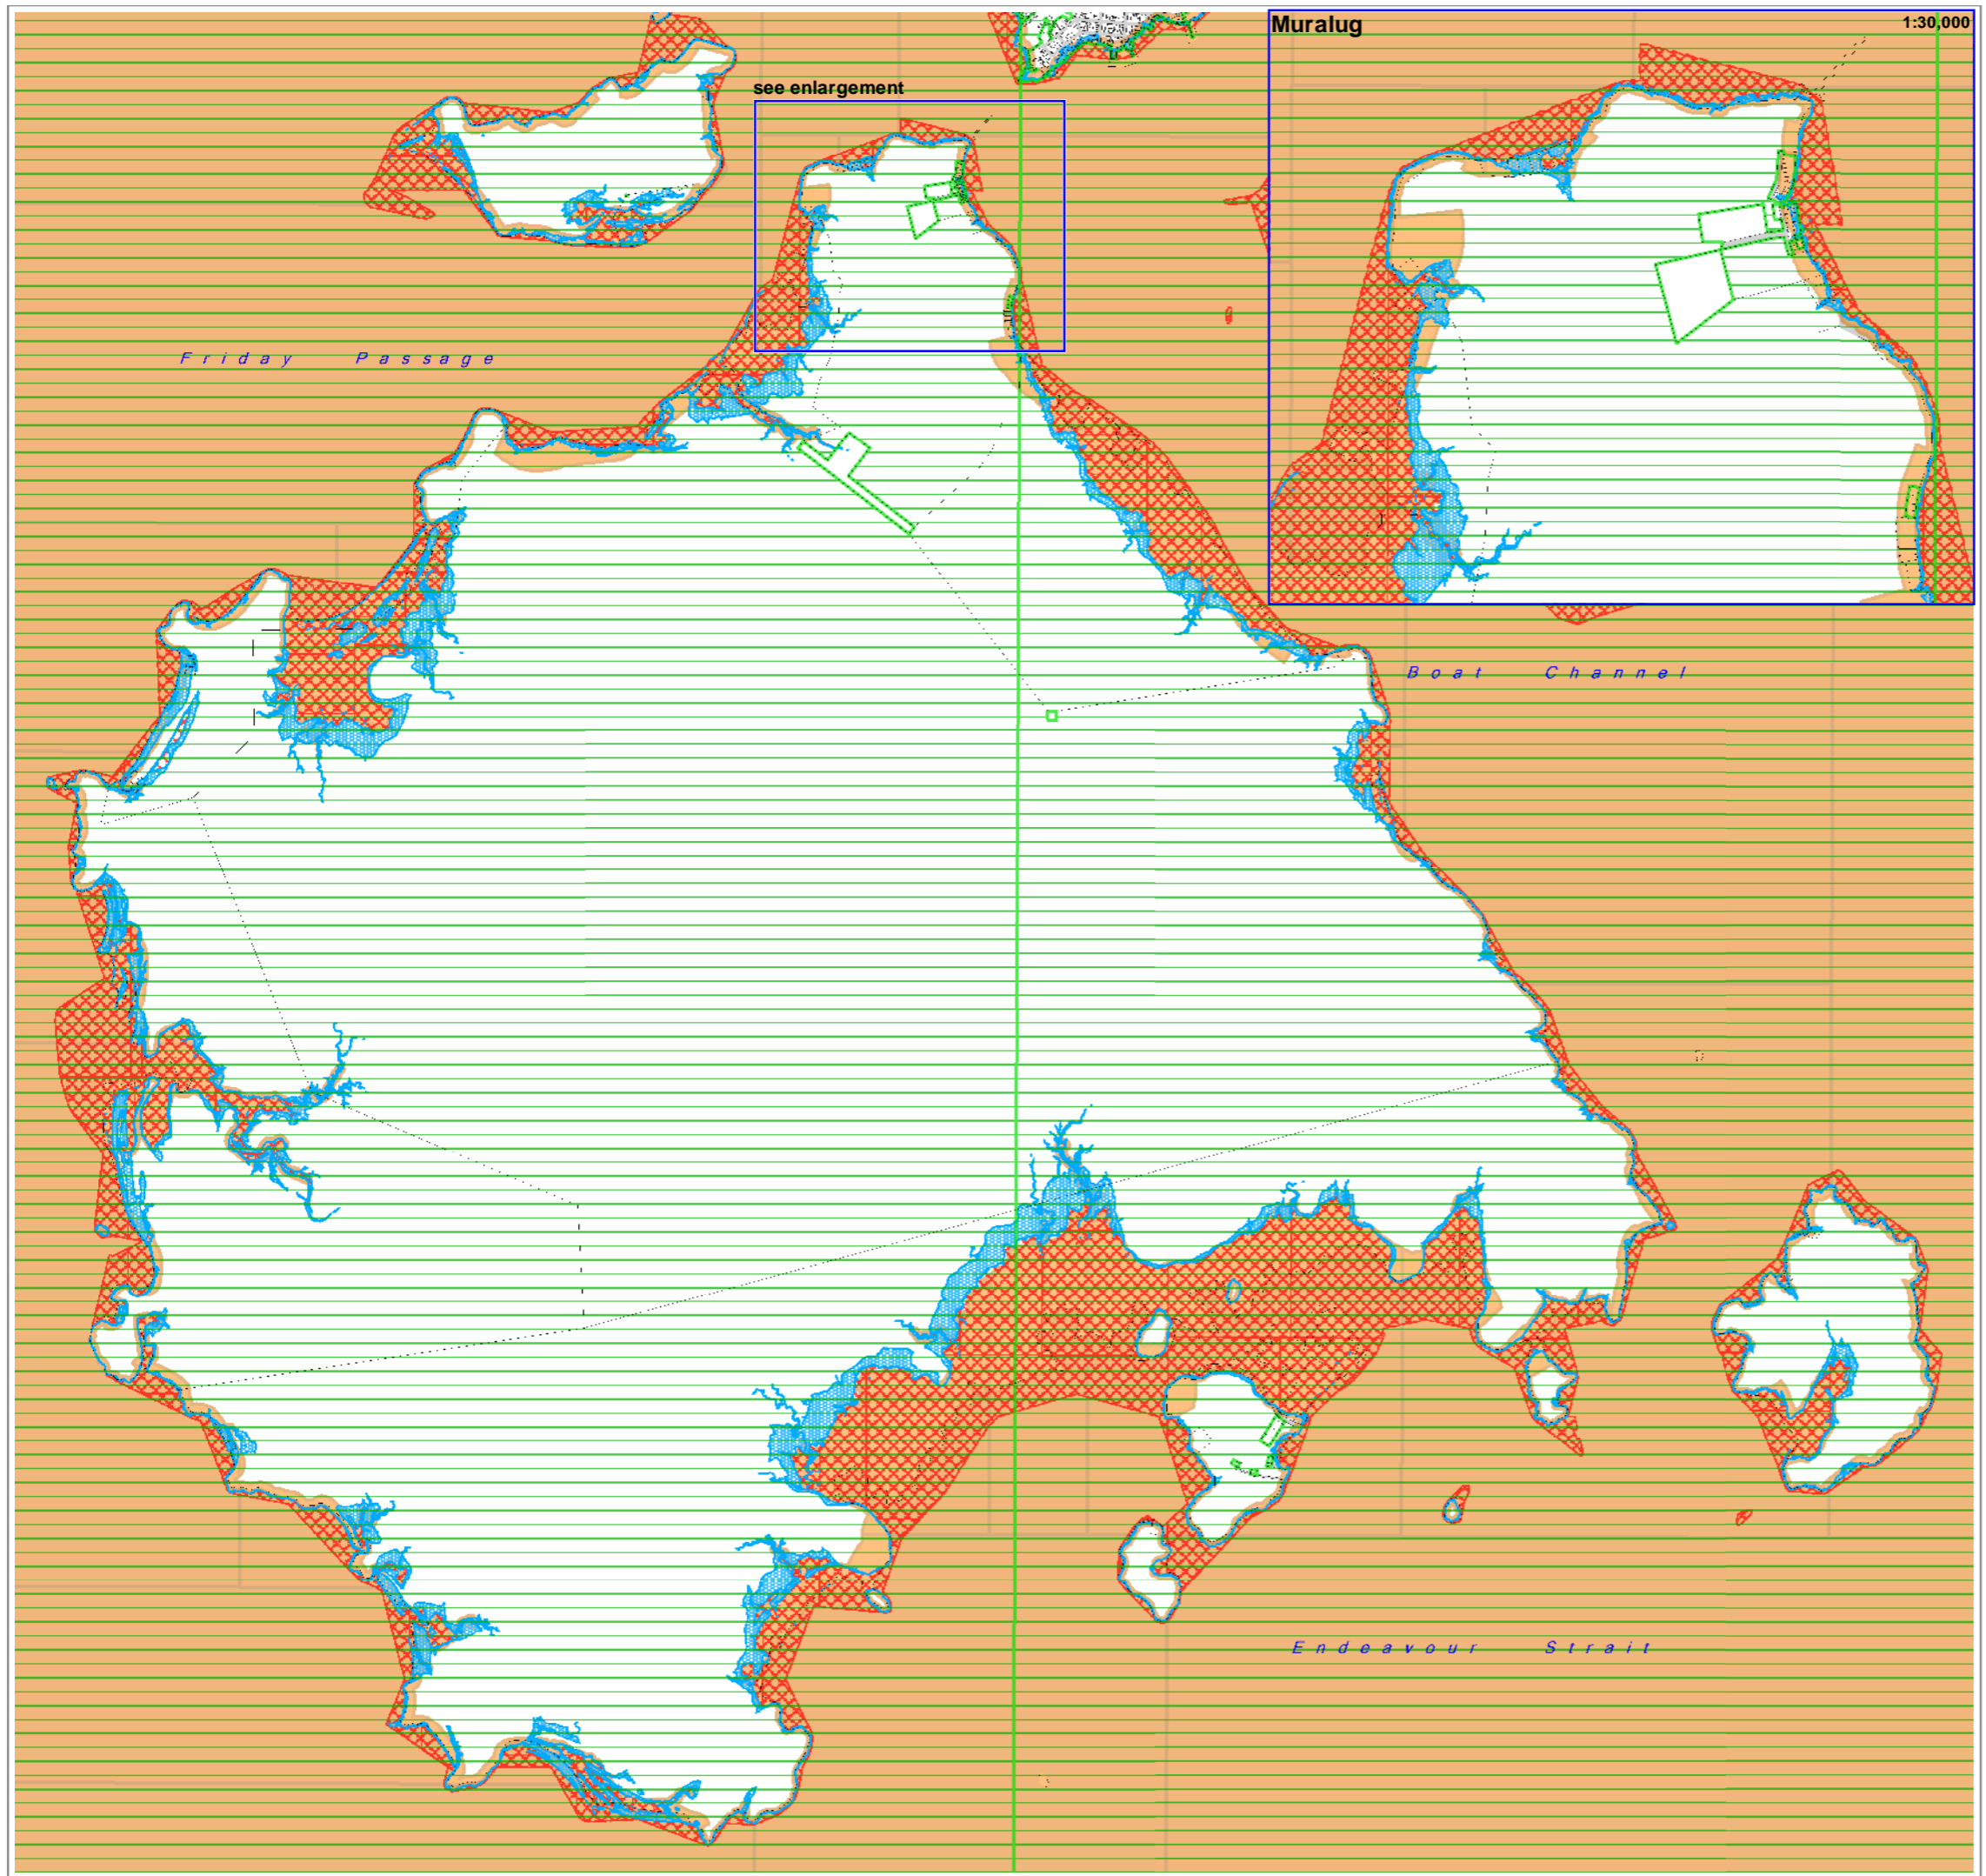 Muralug
1:30,000
see enlargement
Friday Passage
Boat Channel
Endeavour Strait